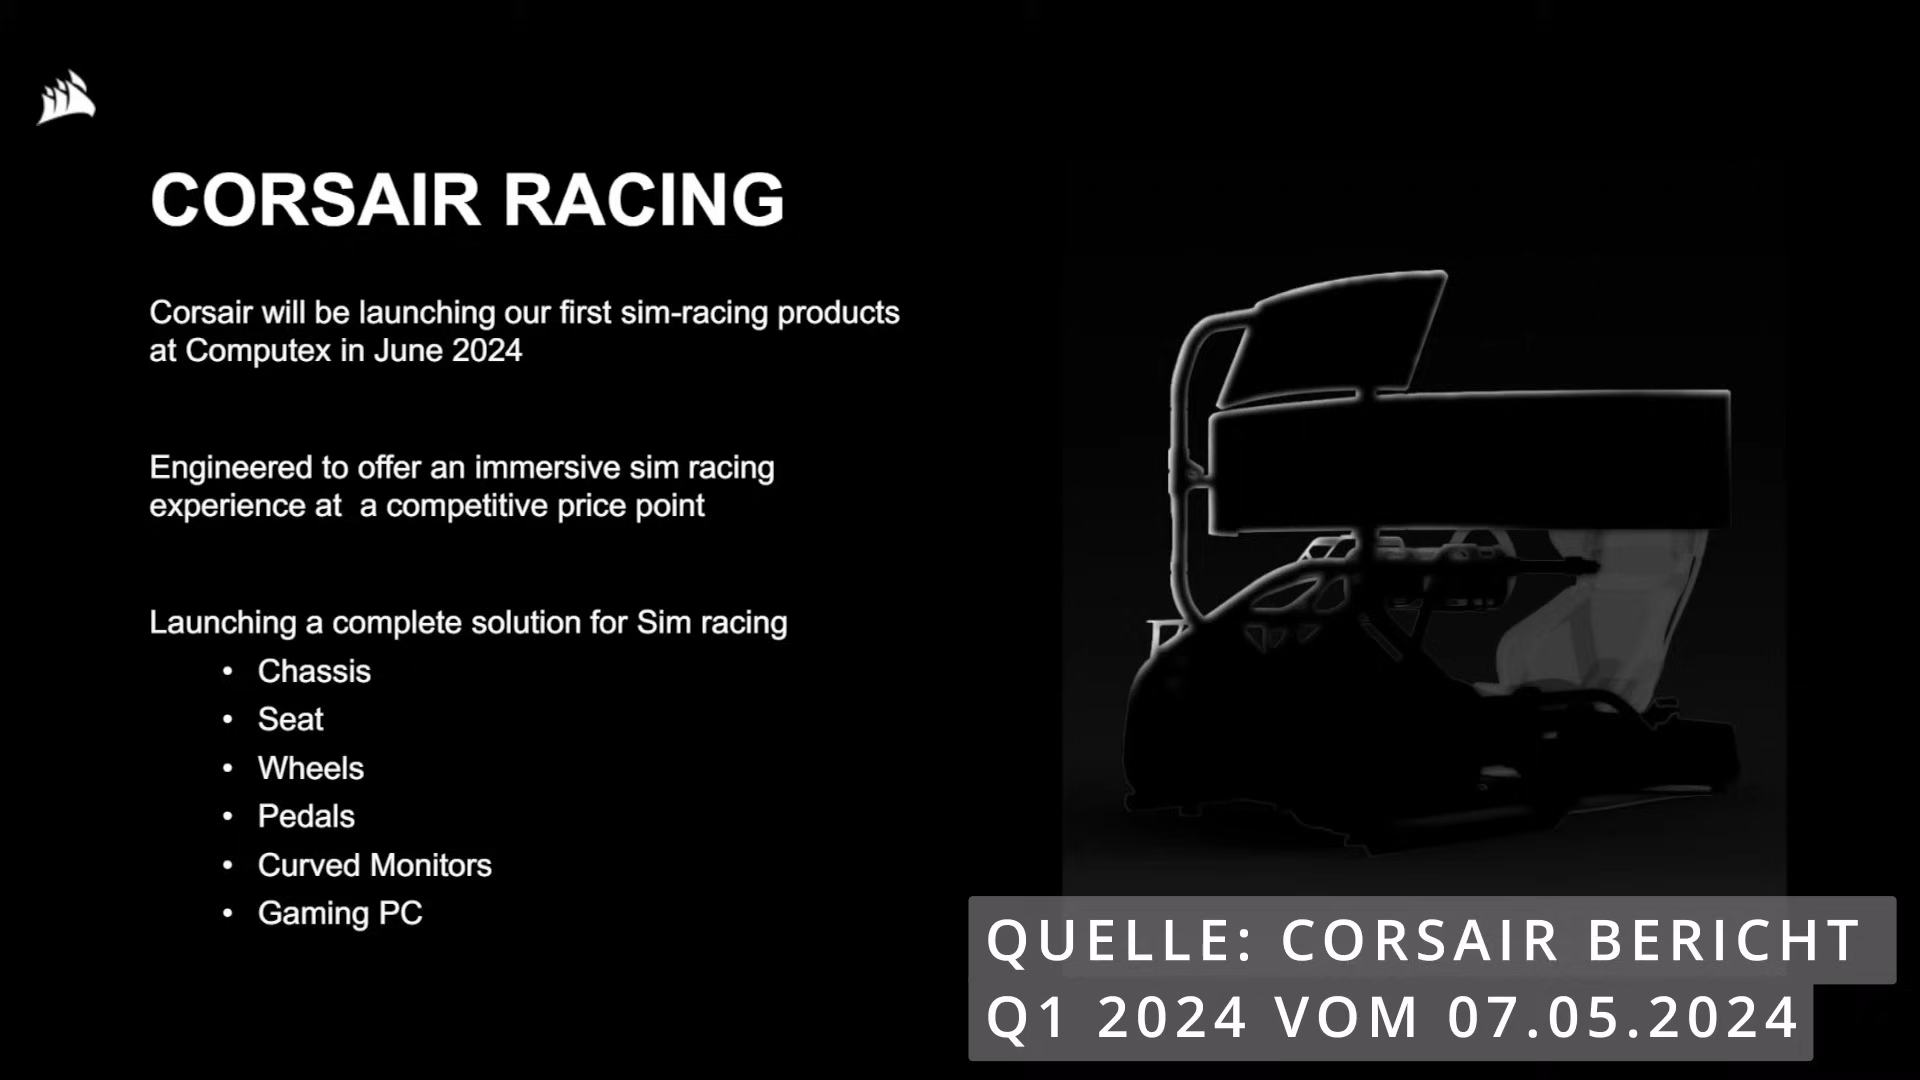 CORSAIR RACING
Corsair will be launching our first sim-racing products
at Computex in June 2024
Engineered to offer an immersive sim racing
experience at  a competitive price point
Launching a complete solution for Sim racing
• Chassis
• Seat
• Wheels
• Pedals
• Curved Monitors
• Gaming PC
QUELLE: CORSAIR BERICHT
Q1 2024 VOM 07.05.2024